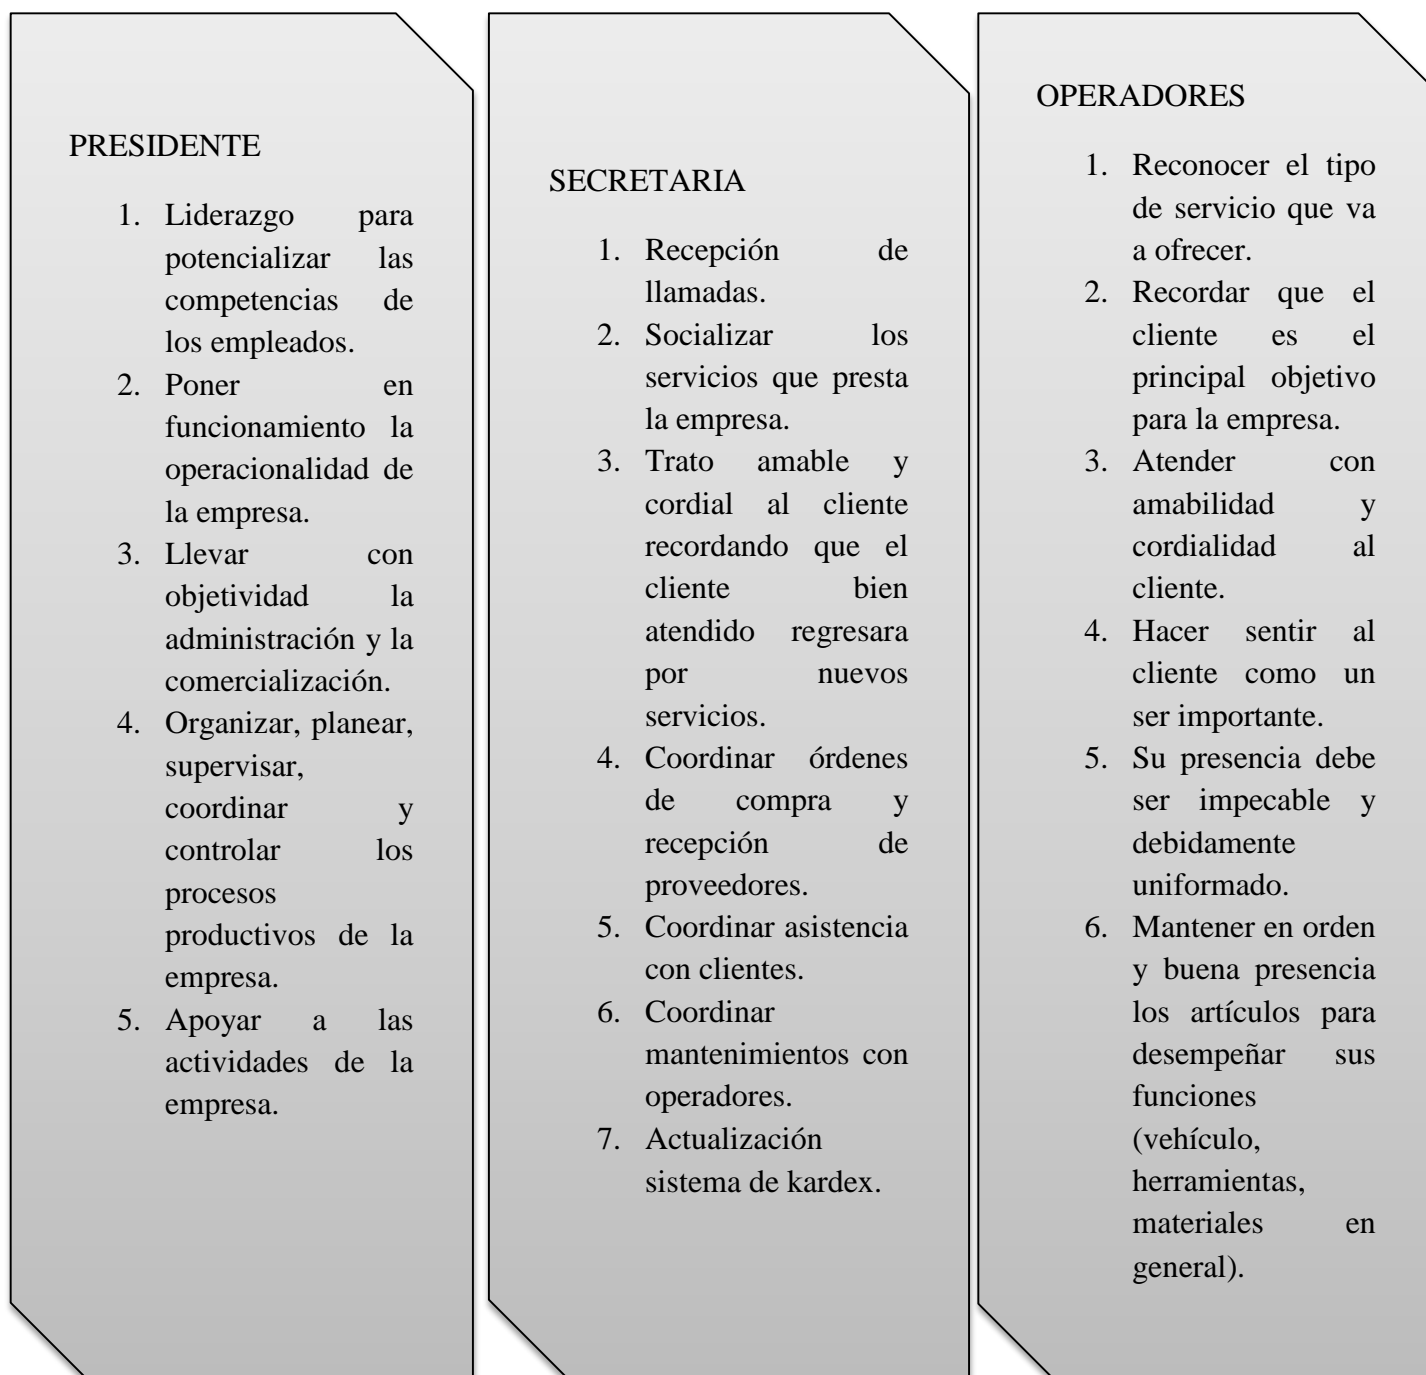 PRESIDENTE
1. Liderazgo para
potencializar las
competencias de
los empleados.
2. Poner en
funcionamiento la
operacionalidad de
la empresa.
3. Llevar con
objetividad la
administración y la
comercialización.
4. Organizar, planear,
supervisar,
coordinar y
controlar los
procesos
productivos de la
empresa.
5. Apoyar a las
actividades de la
empresa.
SECRETARIA
1. Recepción de
llamadas.
2. Socializar los
servicios que presta
la empresa.
3. Trato amable y
cordial al cliente
recordando que el
cliente bien
atendido regresara
por nuevos
servicios.
4. Coordinar órdenes
de compra y
recepción de
proveedores.
5. Coordinar asistencia
con clientes.
6. Coordinar
mantenimientos con
operadores.
7. Actualización
sistema de kardex.
OPERADORES
1. Reconocer el tipo
de servicio que va
a ofrecer.
2. Recordar que el
cliente es el
principal objetivo
para la empresa.
3. Atender con
amabilidad y
cordialidad al
cliente.
4. Hacer sentir al
cliente como un
ser importante.
5. Su presencia debe
ser impecable y
debidamente
uniformado.
6. Mantener en orden
y buena presencia
los artículos para
desempeñar sus
funciones
(vehículo,
herramientas,
materiales en
general).